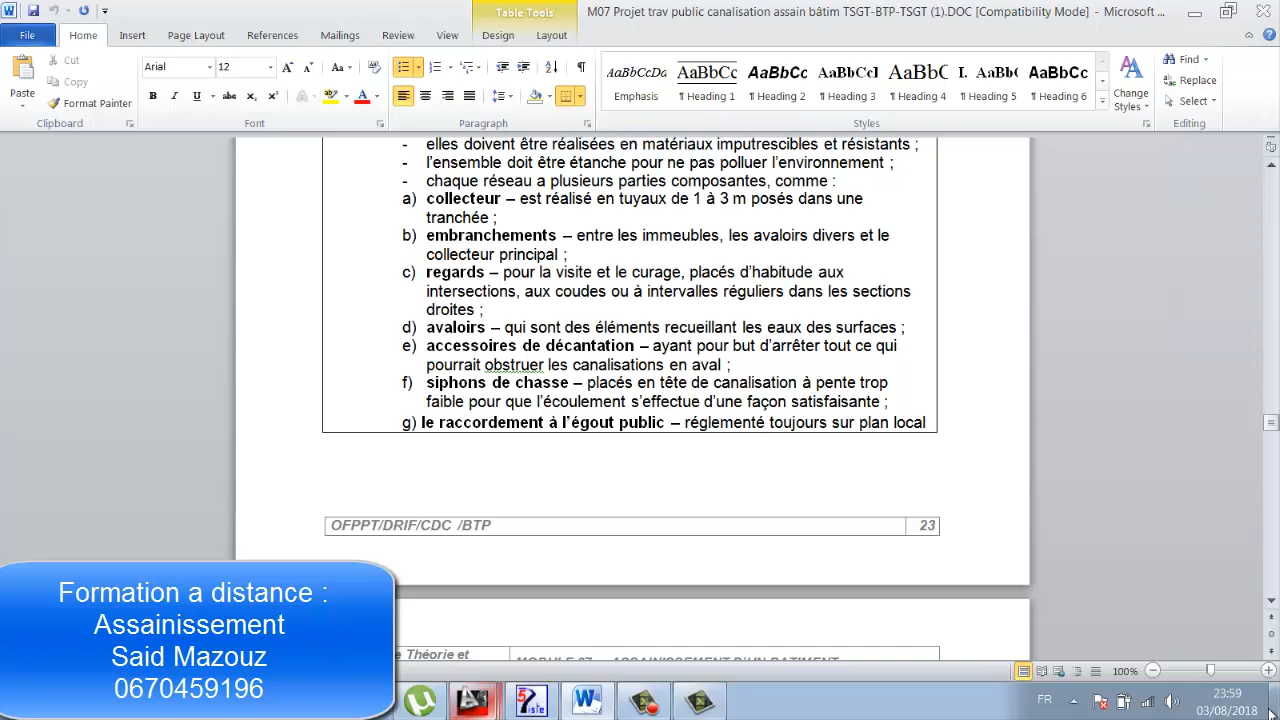 Table Tools
M07 Projet trav public canalisation assain bâtim TSGT-BTP-TSGT (1).DOC [Compatibility Mode] - Microsoft ...
File Home Insert Page Layout References Mailings Review View Design Layout
Paste
Cut
Copy
Format Painter
Clipboard
Arial 12
Font
Paragraph
AaBbCcDa AaBbCc AaBbCc AaBbCcI AaBbC I. AaBbC AaBbCc
Emphasis ¶ Heading 1 ¶ Heading 2 ¶ Heading 3 ¶ Heading 4 ¶ Heading 5 ¶ Heading 6
Styles
Change Styles
Find
Replace
Select
Editing
- elles doivent être réalisées en matériaux imputrescibles et résistants ;
- l'ensemble doit être étanche pour ne pas polluer l'environnement ;
- chaque réseau a plusieurs parties composantes, comme :
a) collecteur – est réalisé en tuyaux de 1 à 3 m posés dans une
tranchée ;
b) embranchements – entre les immeubles, les avaloirs divers et le
collecteur principal ;
c) regards – pour la visite et le curage, placés d'habitude aux
intersections, aux coudes ou à intervalles réguliers dans les sections
droites ;
d) avaloirs – qui sont des éléments recueillant les eaux des surfaces ;
e) accessoires de décantation – ayant pour but d'arrêter tout ce qui
pourrait obstruer les canalisations en aval ;
f) siphons de chasse – placés en tête de canalisation à pente trop
faible pour que l'écoulement s'effectue d'une façon satisfaisante ;
g) le raccordement à l'égout public – réglementé toujours sur plan local
OFPPT/DRIF/CDC /BTP 23
Formation a distance :
Assainissement
Said Mazouz
0670459196
e Théorie et
MODULE 07 ASSAINISSEMENT D'UN BATIMENT
100%
FR
23:59
03/08/2018